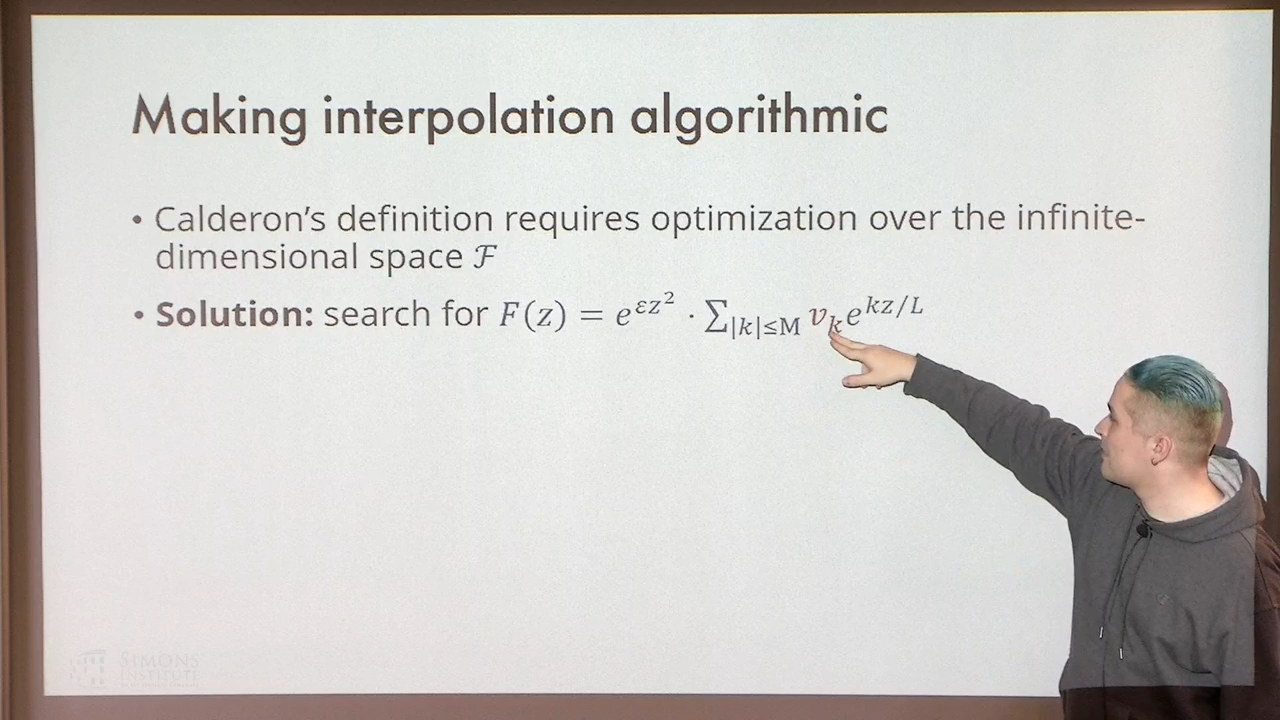 Making interpolation algorithmic
• Calderon's definition requires optimization over the infinite-
dimensional space ℱ
• Solution: search for F(z) = e^{εz²} · ∑_{|k|≤M} v_k e^{kz/L}
SIMONS
INSTITUTE